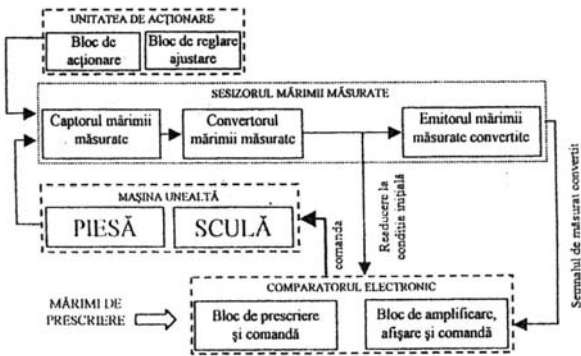 UNITATEA DE ACȚIONARE
Bloc de
acționare
Bloc de reglare
ajustare
SESIZORUL MĂRIMII MĂSURATE
Captorul mărimii
măsurate
Convertorul
mărimii măsurate
Emitorul mărimii
măsurate convertite
MAȘINA UNEALTĂ
PIESĂ
SCULĂ
comanda
Readucere la
conditie inițială
Semnalul de măsurat convertit
COMPARATORUL ELECTRONIC
MĂRIMI DE
PRESCRIERE
Bloc de prescriere
și comandă
Bloc de amplificare,
afișare și comandă